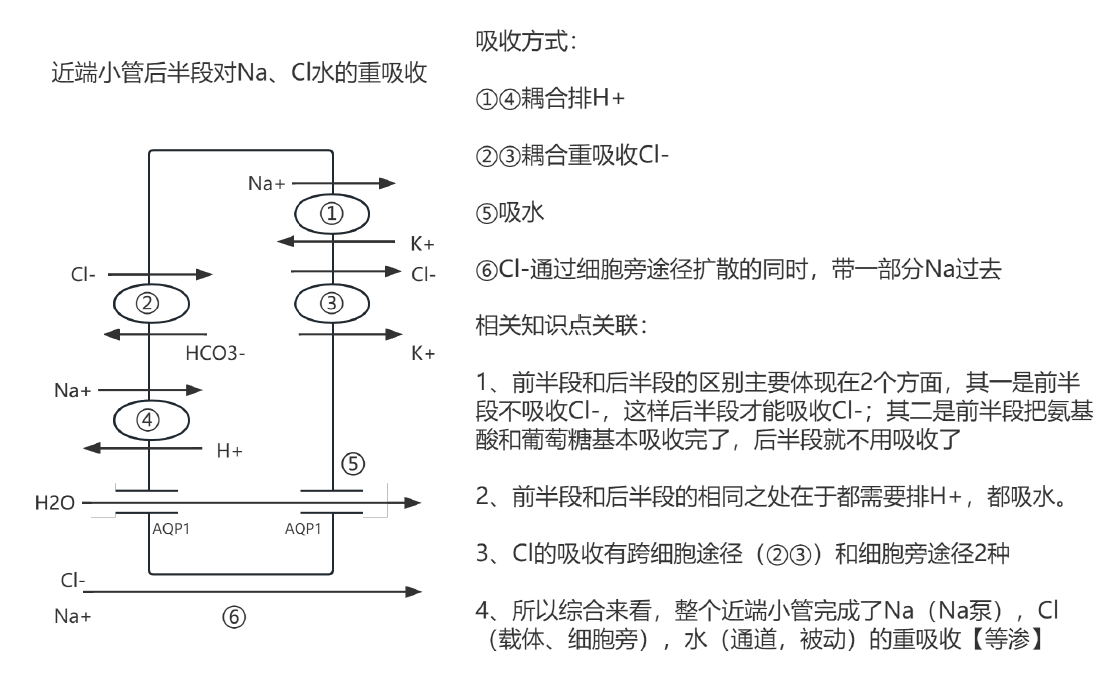 近端小管后半段对Na、Cl水的重吸收
Na+
①
K+
Cl-
②
HCO3-
Cl-
③
K+
Na+
④
H+
⑤
H2O
AQP1
AQP1
Cl-
Na+
⑥
吸收方式：
①④耦合排H+
②③耦合重吸收Cl-
⑤吸水
⑥Cl-通过细胞旁途径扩散的同时，带一部分Na过去
相关知识点关联：
1、前半段和后半段的区别主要体现在2个方面，其一是前半
段不吸收Cl-，这样后半段才能吸收Cl-；其二是前半段把氨基
酸和葡萄糖基本吸收完了，后半段就不用吸收了
2、前半段和后半段的相同之处在于都需要排H+，都吸水。
3、Cl的吸收有跨细胞途径（②③）和细胞旁途径2种
4、所以综合来看，整个近端小管完成了Na（Na泵），Cl
（载体、细胞旁），水（通道，被动）的重吸收【等渗】